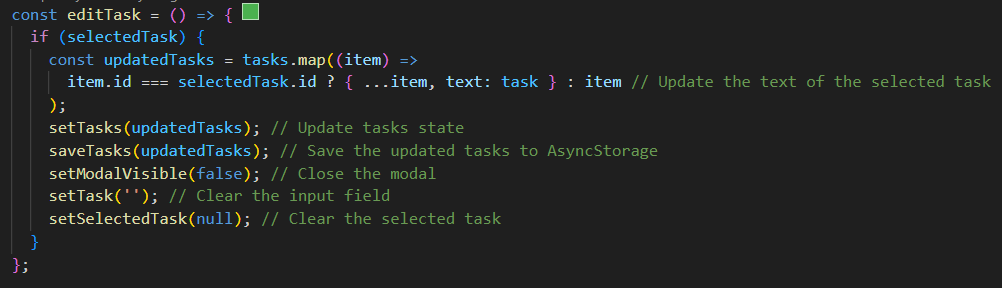 const editTask = () => {
if (selectedTask) {
const updatedTasks = tasks.map((item) =>
item.id === selectedTask.id ? { ...item, text: task } : item // Update the text of the selected task
);
setTasks(updatedTasks); // Update tasks state
saveTasks(updatedTasks); // Save the updated tasks to AsyncStorage
setModalVisible(false); // Close the modal
setTask(''); // Clear the input field
setSelectedTask(null); // Clear the selected task
}
};